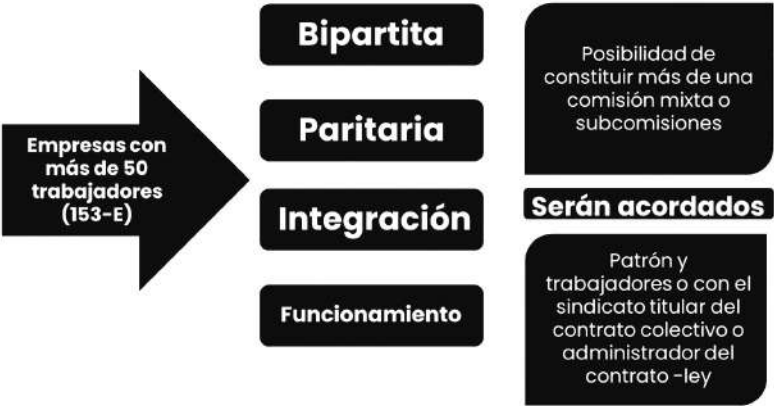 Empresas con
más de 50
trabajadores
(153-E)
Bipartita
Paritaria
Integración
Funcionamiento
Posibilidad de
constituir más de una
comisión mixta o
subcomisiones
Serán acordados
Patrón y
trabajadores o con el
sindicato titular del
contrato colectivo o
administrador del
contrato -ley